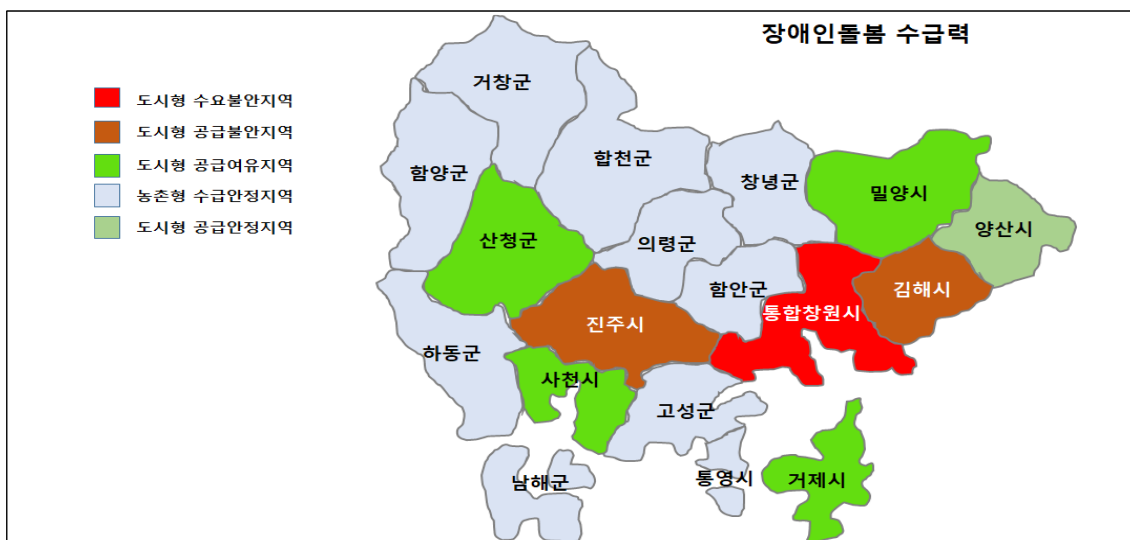 장애인돌봄 수급력
도시형 수요불안지역
도시형 공급불안지역
도시형 공급여유지역
농촌형 수급안정지역
도시형 공급안정지역
거창군
함양군
합천군
창녕군
밀양시
양산시
산청군
의령군
함안군
김해시
통합창원시
진주시
하동군
사천시
고성군
남해군
통영시
거제시